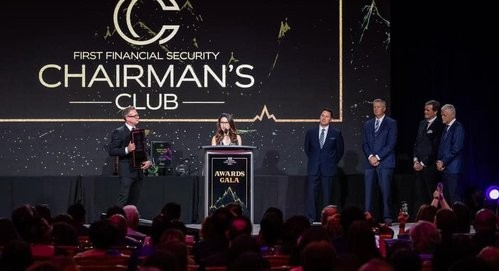 FIRST FINANCIAL SECURITY
CHAIRMAN'S
CLUB
AWARDS
GALA